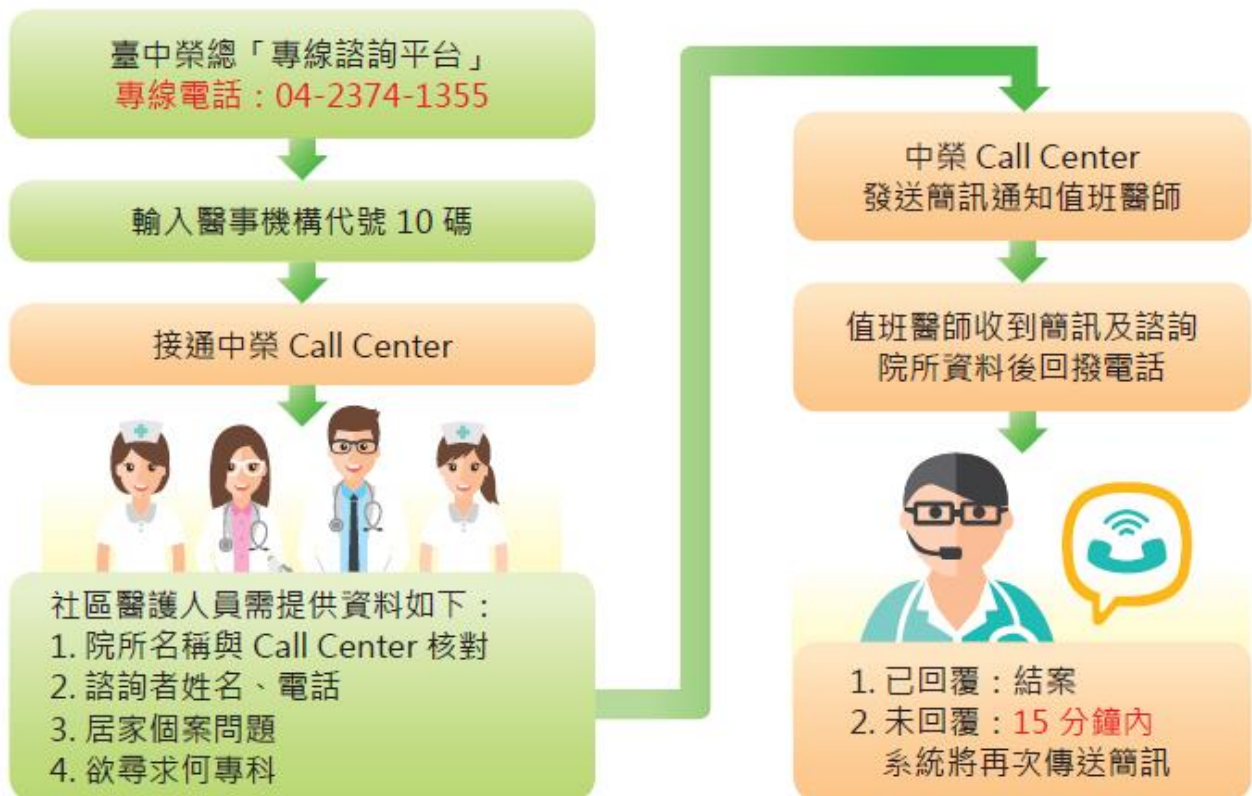 臺中榮總「專線諮詢平台」
專線電話：04-2374-1355
輸入醫事機構代號 10 碼
接通中榮 Call Center
社區醫護人員需提供資料如下：
1. 院所名稱與 Call Center 核對
2. 諮詢者姓名、電話
3. 居家個案問題
4. 欲尋求何專科
中榮 Call Center
發送簡訊通知值班醫師
值班醫師收到簡訊及諮詢
院所資料後回撥電話
1. 已回覆：結案
2. 未回覆：15 分鐘內
系統將再次傳送簡訊